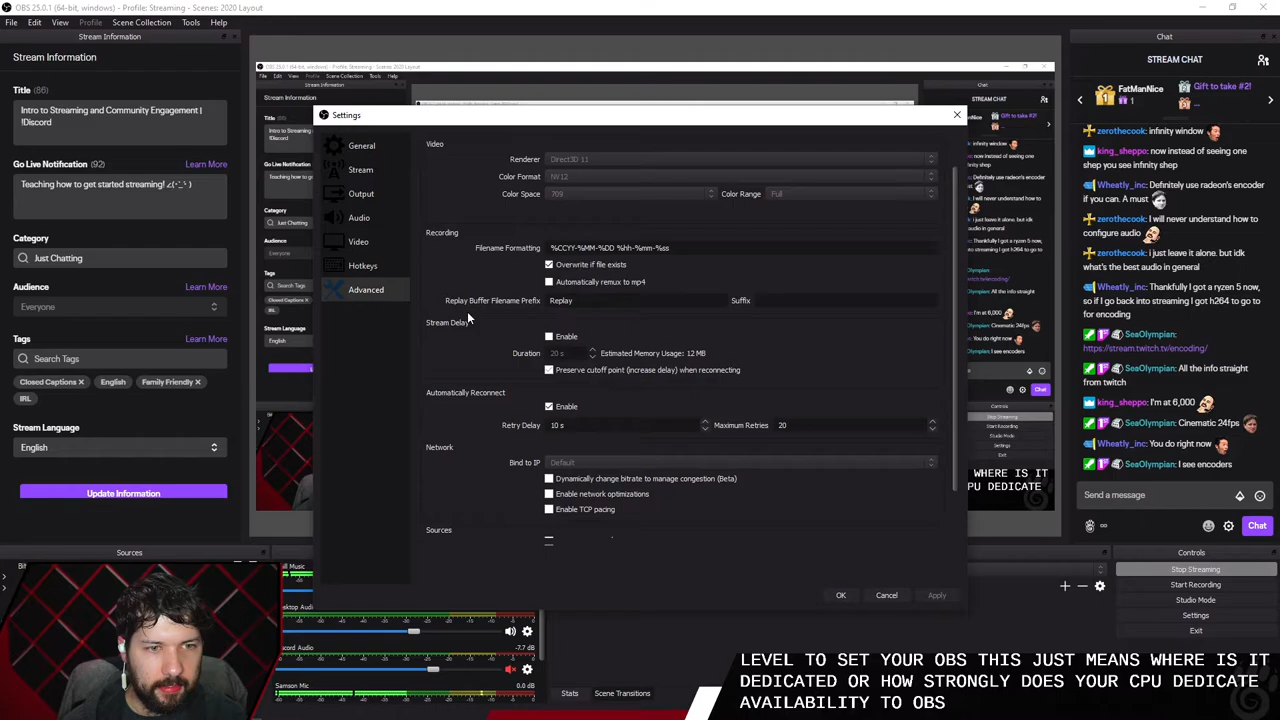 OBS 25.0.1 (64-bit, windows) - Profile: Streaming - Scenes: 2020 Layout
File Edit View Profile Scene Collection Tools Help
Stream Information
Stream Information
Title (86)
Intro to Streaming and Community Engagement |
!Discord
Go Live Notification (92)
Learn More
Category
Just Chatting
Audience
Learn More
Everyone
Tags
Learn More
Search Tags
Closed Captions
English
Family Friendly
IRL
Stream Language
English
Update Information
Sources
Settings
General
Stream
Output
Audio
Video
Hotkeys
Advanced
Video
Renderer Direct3D 11
Color Format NV12
Color Space 709 Color Range Full
Recording
Filename Formatting %CCYY-%MM-%DD %hh-%mm-%ss
Overwrite if file exists
Automatically remux to mp4
Replay Buffer Filename Prefix Replay Suffix
Stream Delay
Enable
Duration 20 s Estimated Memory Usage: 12 MB
Preserve cutoff point (increase delay) when reconnecting
Automatically Reconnect
Enable
Retry Delay 10 s Maximum Retries 20
Network
Bind to IP Default
Dynamically change bitrate to manage congestion (Beta)
Enable network optimizations
Enable TCP pacing
Sources
OK Cancel Apply
Chat
STREAM CHAT
FatManNice
1
Gift to take #2!
zerothecook: infinity window
king_sheppo: now instead of seeing one
shep you see infinity shep
Wheatly_inc: Definitely use radeon's encoder
if you can. A must
zerothecook: I will never understand how to
configure audio
zerothecook: i just leave it alone. but idk
what's the best audio in general
Wheatly_inc: Thankfully I got a ryzen 5 now,
so if I go back into streaming I got h264 to go to
for encoding
SeaOlympian:
https://stream.twitch.tv/encoding/
SeaOlympian: All the info straight
from twitch
king_sheppo: I'm at 6,000
SeaOlympian: Cinematic 24fps
Wheatly_inc: You do right now
SeaOlympian: I see encoders
Send a message
Chat
Controls
Stop Streaming
Start Recording
Studio Mode
Settings
Exit
-7.7 dB
Samson Mic 0.0 dB
Stats Scene Transitions
WHERE IS IT
LEVEL TO SET YOUR OBS THIS JUST MEANS WHERE IS IT
DEDICATED OR HOW STRONGLY DOES YOUR CPU DEDICATE
AVAILABILITY TO OBS